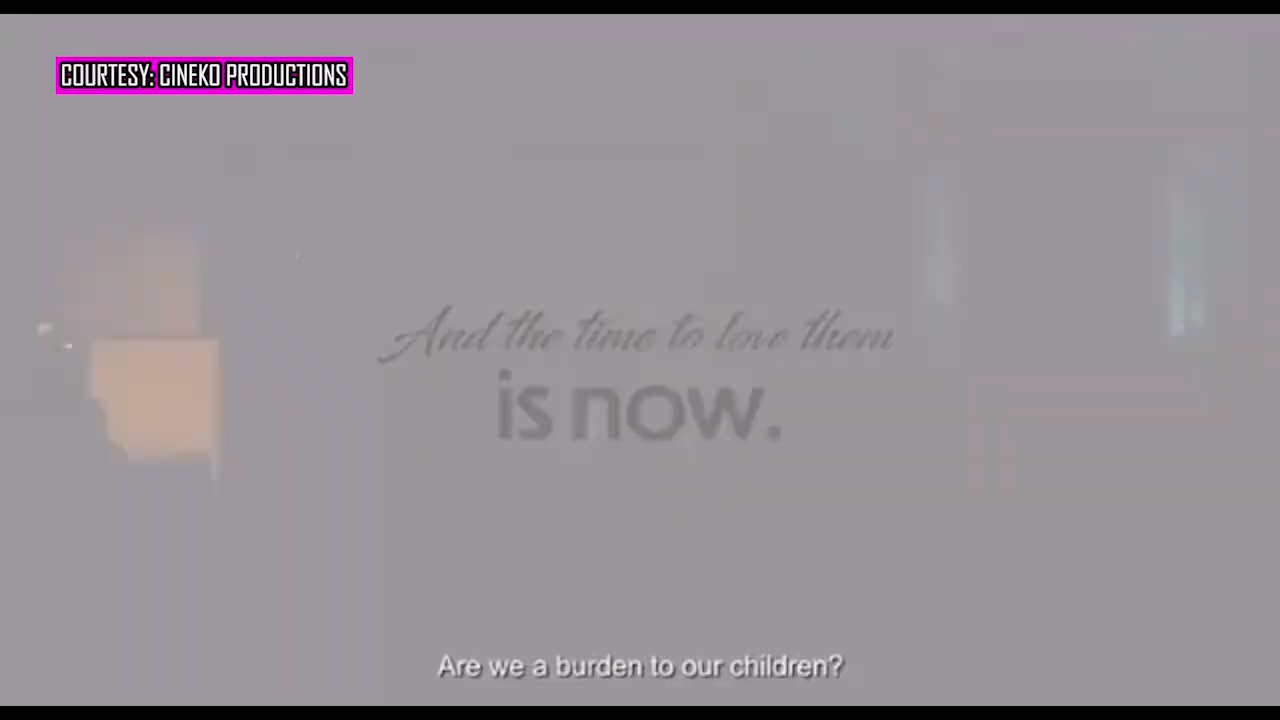 COURTESY: CINEKO PRODUCTIONS
And the time to love them
is now.
Are we a burden to our children?